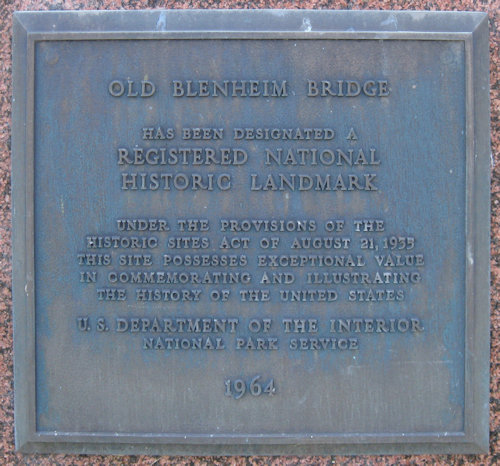 OLD BLENHEIM BRIDGE
HAS BEEN DESIGNATED A
REGISTERED NATIONAL
HISTORIC LANDMARK
UNDER THE PROVISIONS OF THE
HISTORIC SITES ACT OF AUGUST 21, 1935
THIS SITE POSSESSES EXCEPTIONAL VALUE
IN COMMEMORATING AND ILLUSTRATING
THE HISTORY OF THE UNITED STATES
U. S. DEPARTMENT OF THE INTERIOR
NATIONAL PARK SERVICE
1964